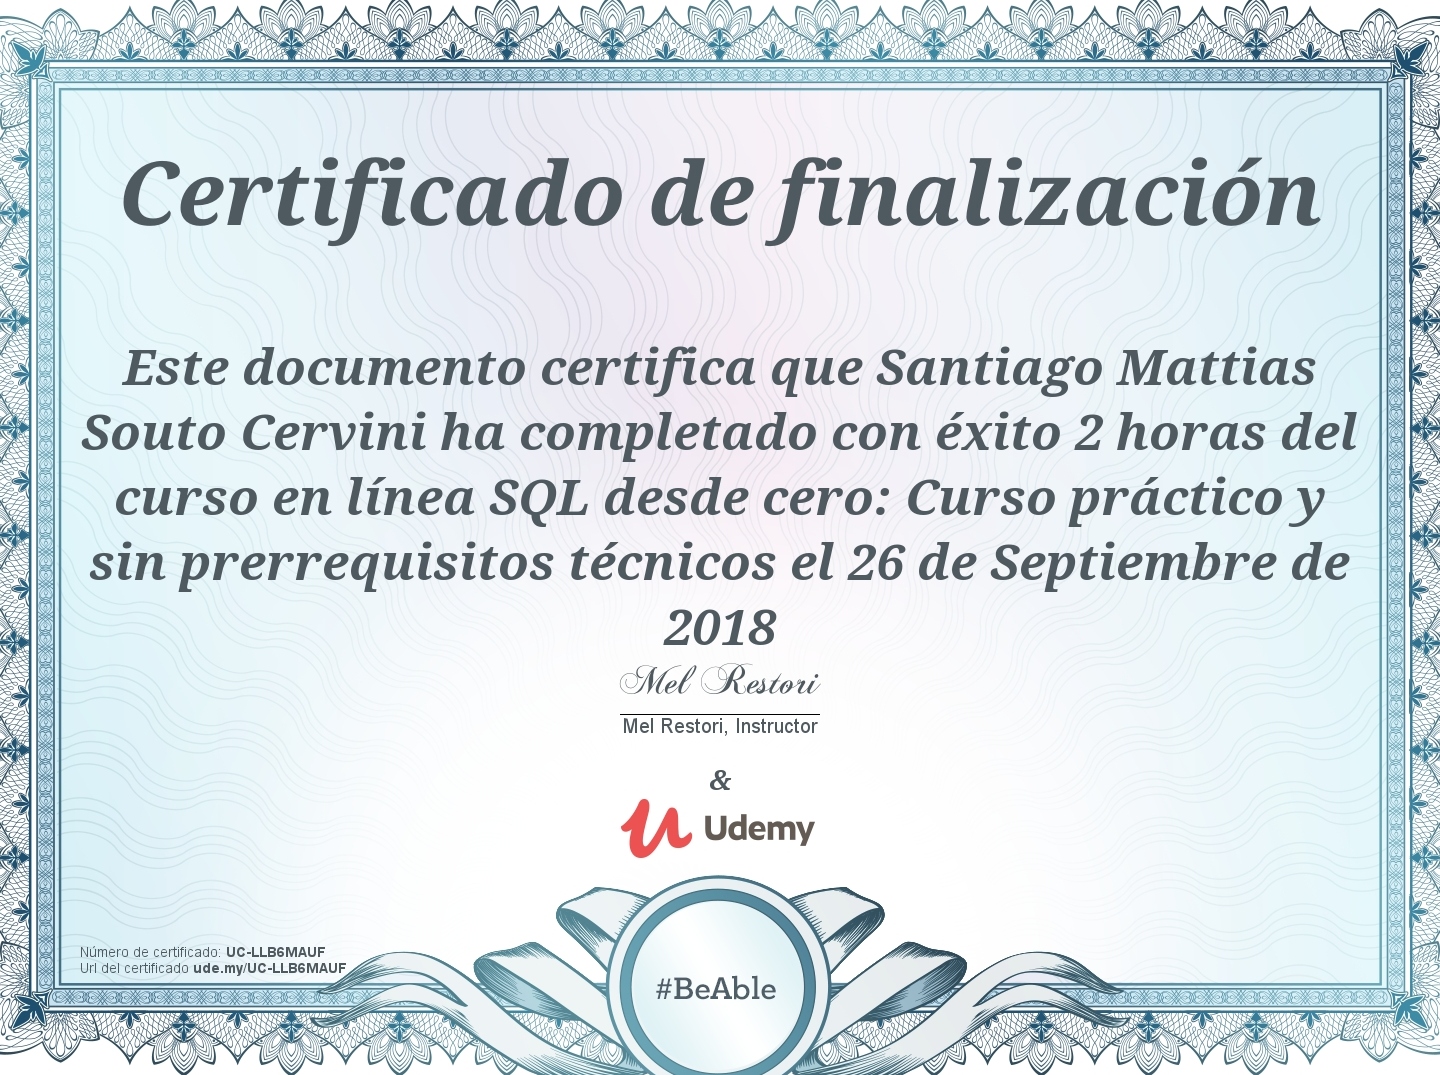 Certificado de finalización
Este documento certifica que Santiago Mattias
Souto Cervini ha completado con éxito 2 horas del
curso en línea SQL desde cero: Curso práctico y
sin prerrequisitos técnicos el 26 de Septiembre de
2018
Mel Restori
Mel Restori, Instructor
&
Udemy
Número de certificado: UC-LLB6MAUF
Url del certificado ude.my/UC-LLB6MAUF
#BeAble